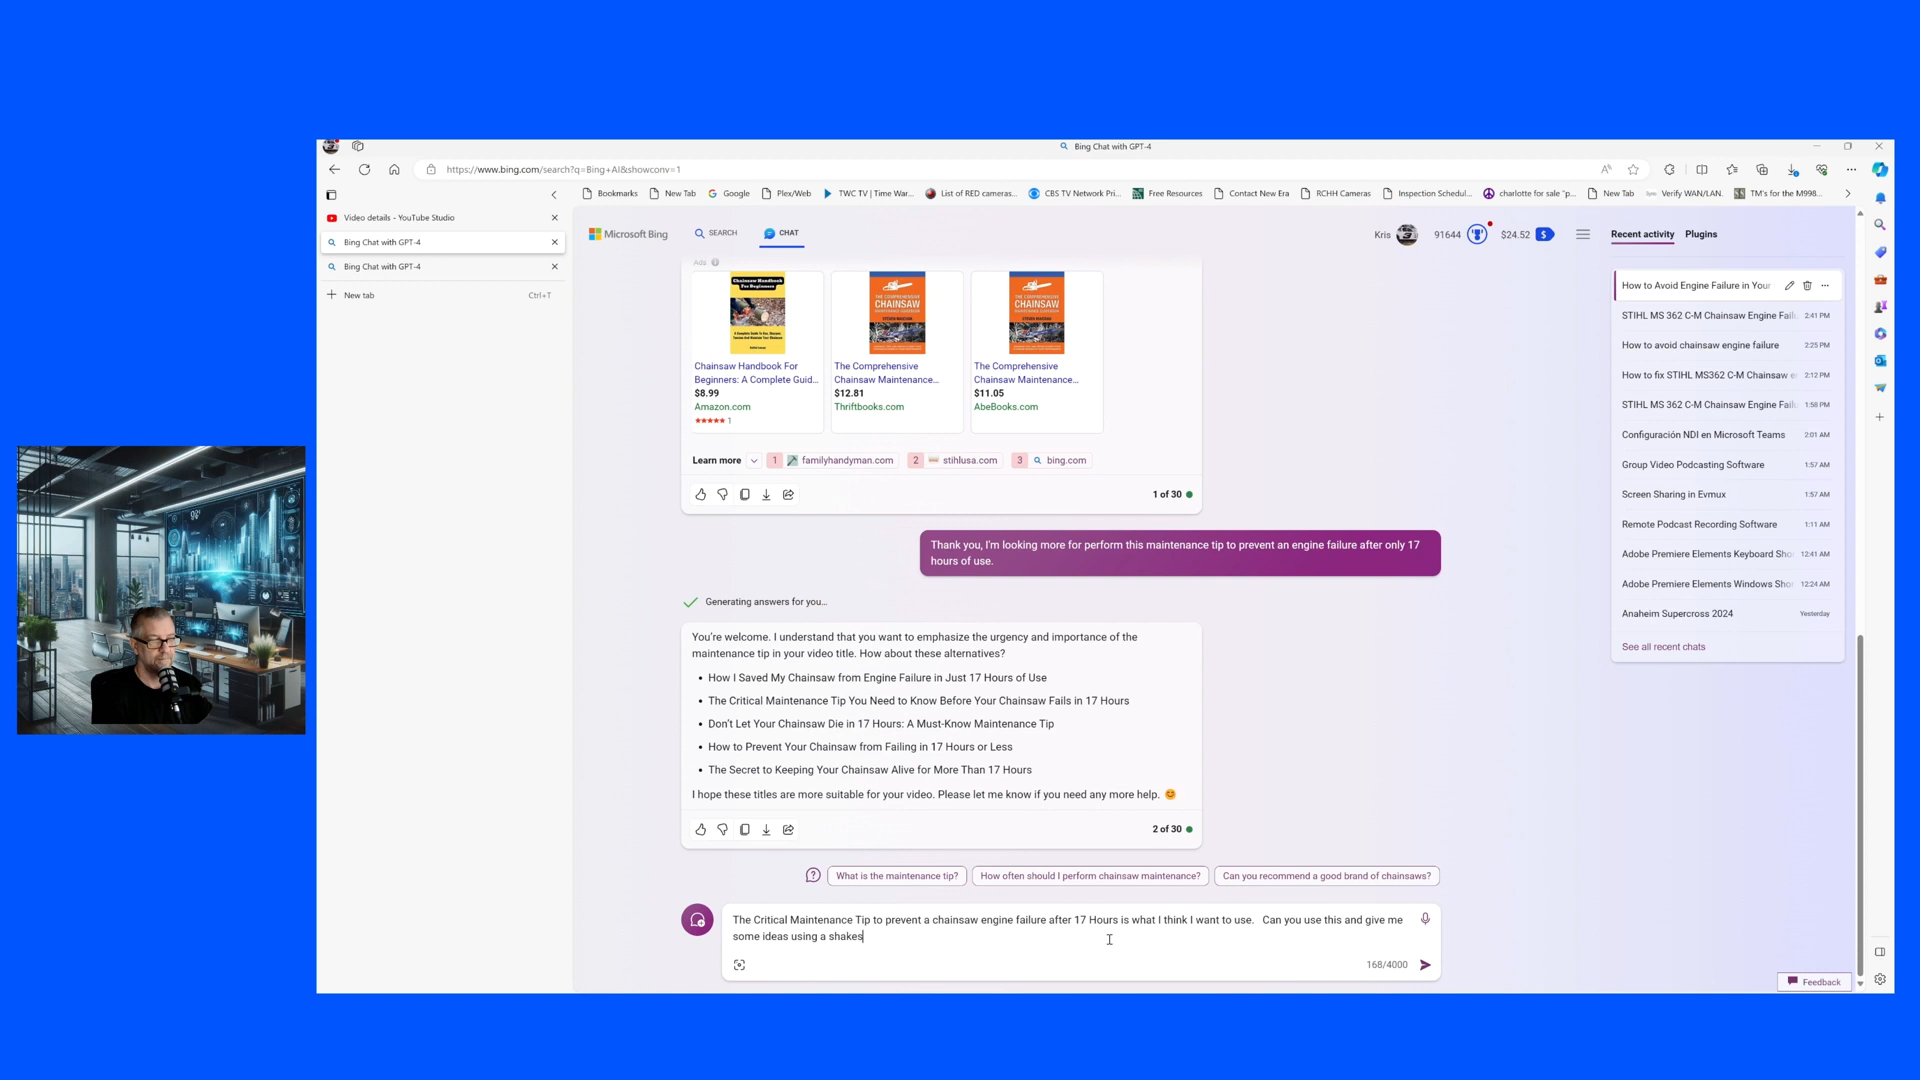 Bing Chat with GPT-4
https://www.bing.com/search?q=Bing+AI&showconv=1
Bookmarks
New Tab
Google
Plex/Web
TWC TV | Time War...
List of RED cameras...
CBS TV Network Pri...
Free Resources
Contact New Era
RCHH Cameras
Inspection Schedul...
charlotte for sale "p...
New Tab
Verify WAN/LAN.
TM's for the M998...
Video details - YouTube Studio
Bing Chat with GPT-4
Bing Chat with GPT-4
New tab
Ctrl+T
Microsoft Bing
SEARCH
CHAT
Kris
91644
$24.52
Recent activity
Plugins
Ads
Chainsaw Handbook For Beginners
Chainsaw Handbook For
Beginners: A Complete Guid...
$8.99
Amazon.com
1
THE COMPREHENSIVE
CHAINSAW
The Comprehensive
Chainsaw Maintenance...
$12.81
Thriftbooks.com
THE COMPREHENSIVE
CHAINSAW
The Comprehensive
Chainsaw Maintenance...
$11.05
AbeBooks.com
Learn more
1 familyhandyman.com
2 stihlusa.com
3 bing.com
1 of 30
Thank you, I'm looking more for perform this maintenance tip to prevent an engine failure after only 17
hours of use.
Generating answers for you...
You're welcome. I understand that you want to emphasize the urgency and importance of the
maintenance tip in your video title. How about these alternatives?
• How I Saved My Chainsaw from Engine Failure in Just 17 Hours of Use
• The Critical Maintenance Tip You Need to Know Before Your Chainsaw Fails in 17 Hours
• Don't Let Your Chainsaw Die in 17 Hours: A Must-Know Maintenance Tip
• How to Prevent Your Chainsaw from Failing in 17 Hours or Less
• The Secret to Keeping Your Chainsaw Alive for More Than 17 Hours
I hope these titles are more suitable for your video. Please let me know if you need any more help. 😊
2 of 30
What is the maintenance tip?
How often should I perform chainsaw maintenance?
Can you recommend a good brand of chainsaws?
The Critical Maintenance Tip to prevent a chainsaw engine failure after 17 Hours is what I think I want to use. Can you use this and give me
some ideas using a shakes
168/4000
How to Avoid Engine Failure in Your
STIHL MS 362 C-M Chainsaw Engine Failu 2:41 PM
How to avoid chainsaw engine failure 2:25 PM
How to fix STIHL MS362 C-M Chainsaw e 2:12 PM
STIHL MS 362 C-M Chainsaw Engine Failu 1:58 PM
Configuración NDI en Microsoft Teams 2:01 AM
Group Video Podcasting Software 1:57 AM
Screen Sharing in Evmux 1:57 AM
Remote Podcast Recording Software 1:11 AM
Adobe Premiere Elements Keyboard Sho 12:41 AM
Adobe Premiere Elements Windows Shor 12:24 AM
Anaheim Supercross 2024 Yesterday
See all recent chats
Feedback